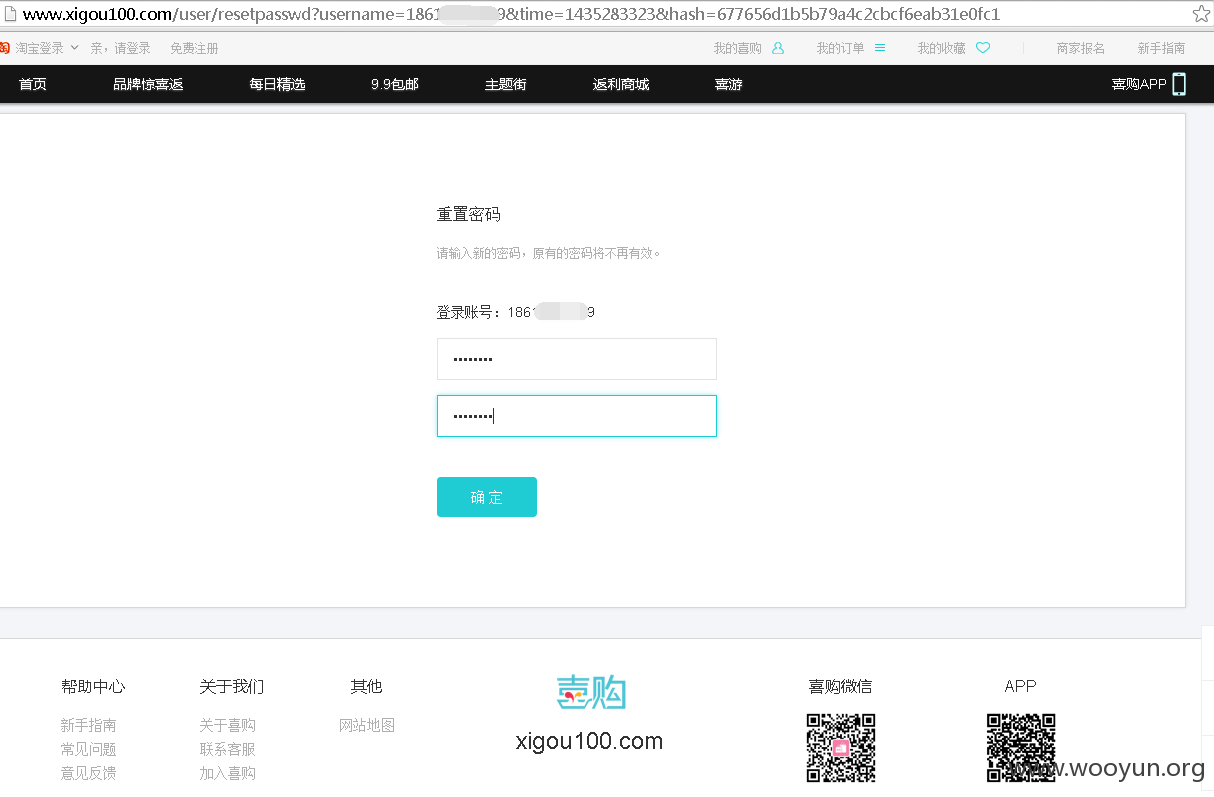 www.xigou100.com/user/resetpasswd?username=1861 9&time=1435283323&hash=677656d1b5b79a4c2cbcf6eab31e0fc1
淘 淘宝登录 亲，请登录 免费注册 我的喜购 我的订单 我的收藏 商家报名 新手指南
首页 品牌惊喜返 每日精选 9.9包邮 主题街 返利商城 喜游 喜购APP
重置密码
请输入新的密码，原有的密码将不再有效。
登录账号：1861 9
确 定
帮助中心 关于我们 其他 喜购 喜购微信 APP
新手指南 关于喜购 网站地图
xigou100.com
常见问题 联系客服
意见反馈 加入喜购
www.wooyun.org